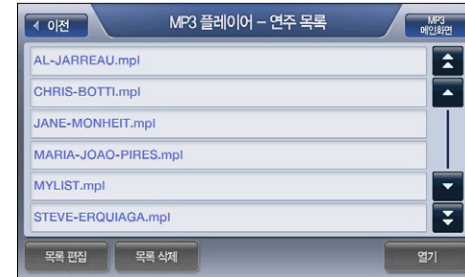 이전
MP3 플레이어 – 연주 목록
MP3
메인화면
AL-JARREAU.mpl
CHRIS-BOTTI.mpl
JANE-MONHEIT.mpl
MARIA-JOAO-PIRES.mpl
MYLIST.mpl
STEVE-ERQUIAGA.mpl
목록 편집
목록 삭제
열기